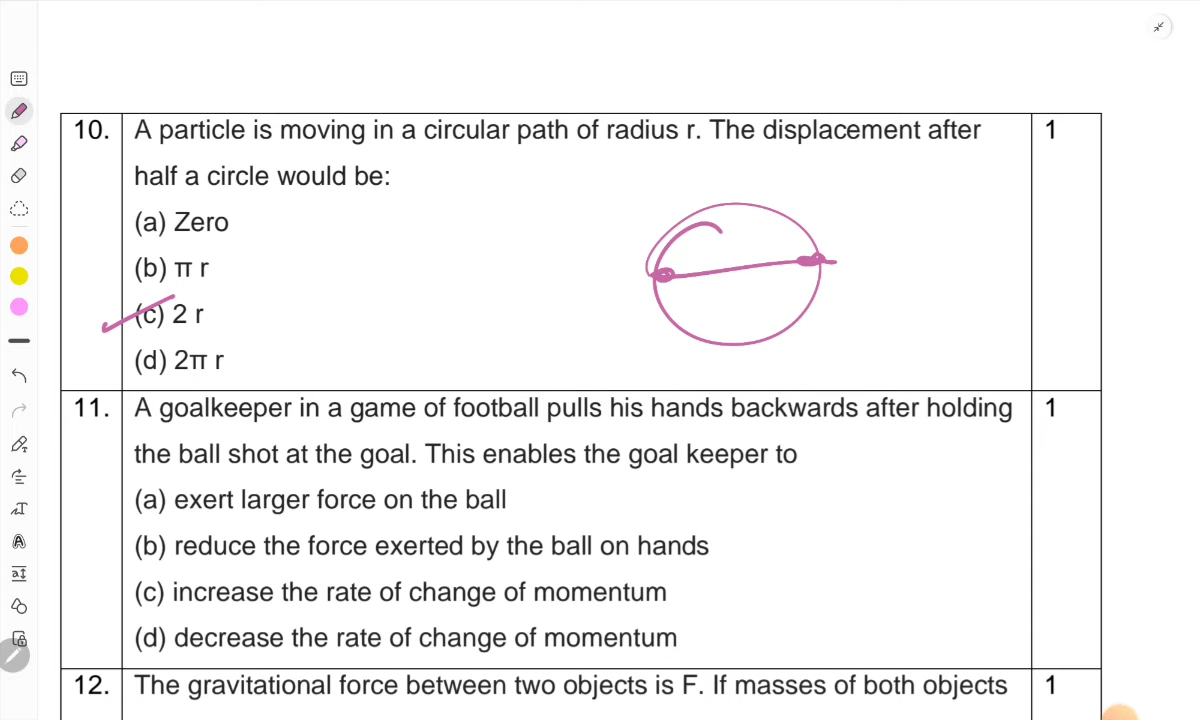 10. A particle is moving in a circular path of radius r. The displacement after 1
half a circle would be:
(a) Zero
(b) π r
(c) 2 r
(d) 2π r
11. A goalkeeper in a game of football pulls his hands backwards after holding 1
the ball shot at the goal. This enables the goal keeper to
(a) exert larger force on the ball
(b) reduce the force exerted by the ball on hands
(c) increase the rate of change of momentum
(d) decrease the rate of change of momentum
12. The gravitational force between two objects is F. If masses of both objects 1